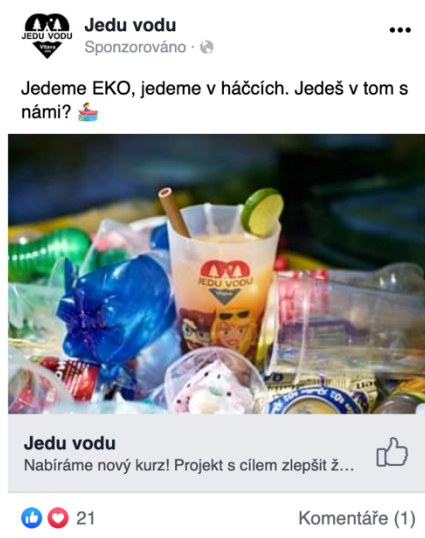 JEDU VODU
Vltava
Jedu vodu
Sponzorováno ·
Jedeme EKO, jedeme v háčcích. Jedeš v tom s
námi?
JEDU VODU
Vltava
Jedu vodu
Nabíráme nový kurz! Projekt s cílem zlepšit ž...
21
Komentáře (1)